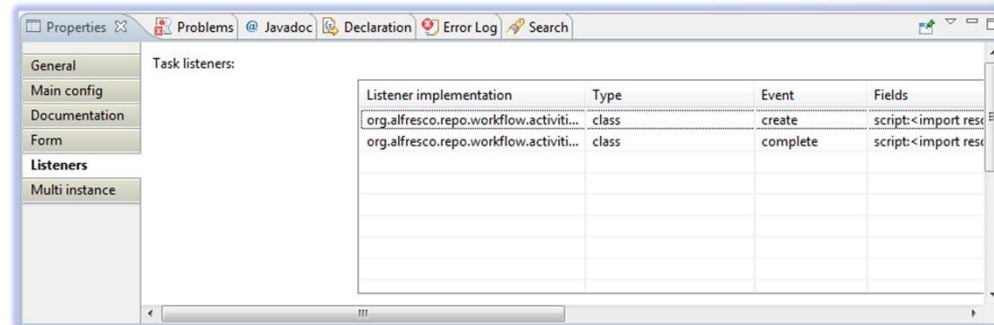 Properties Problems @ Javadoc Declaration Error Log Search
General
Main config
Documentation
Form
Listeners
Multi instance
Task listeners:
Listener implementation Type Event Fields
org.alfresco.repo.workflow.activiti... class create script:<import reso
org.alfresco.repo.workflow.activiti... class complete script:<import reso